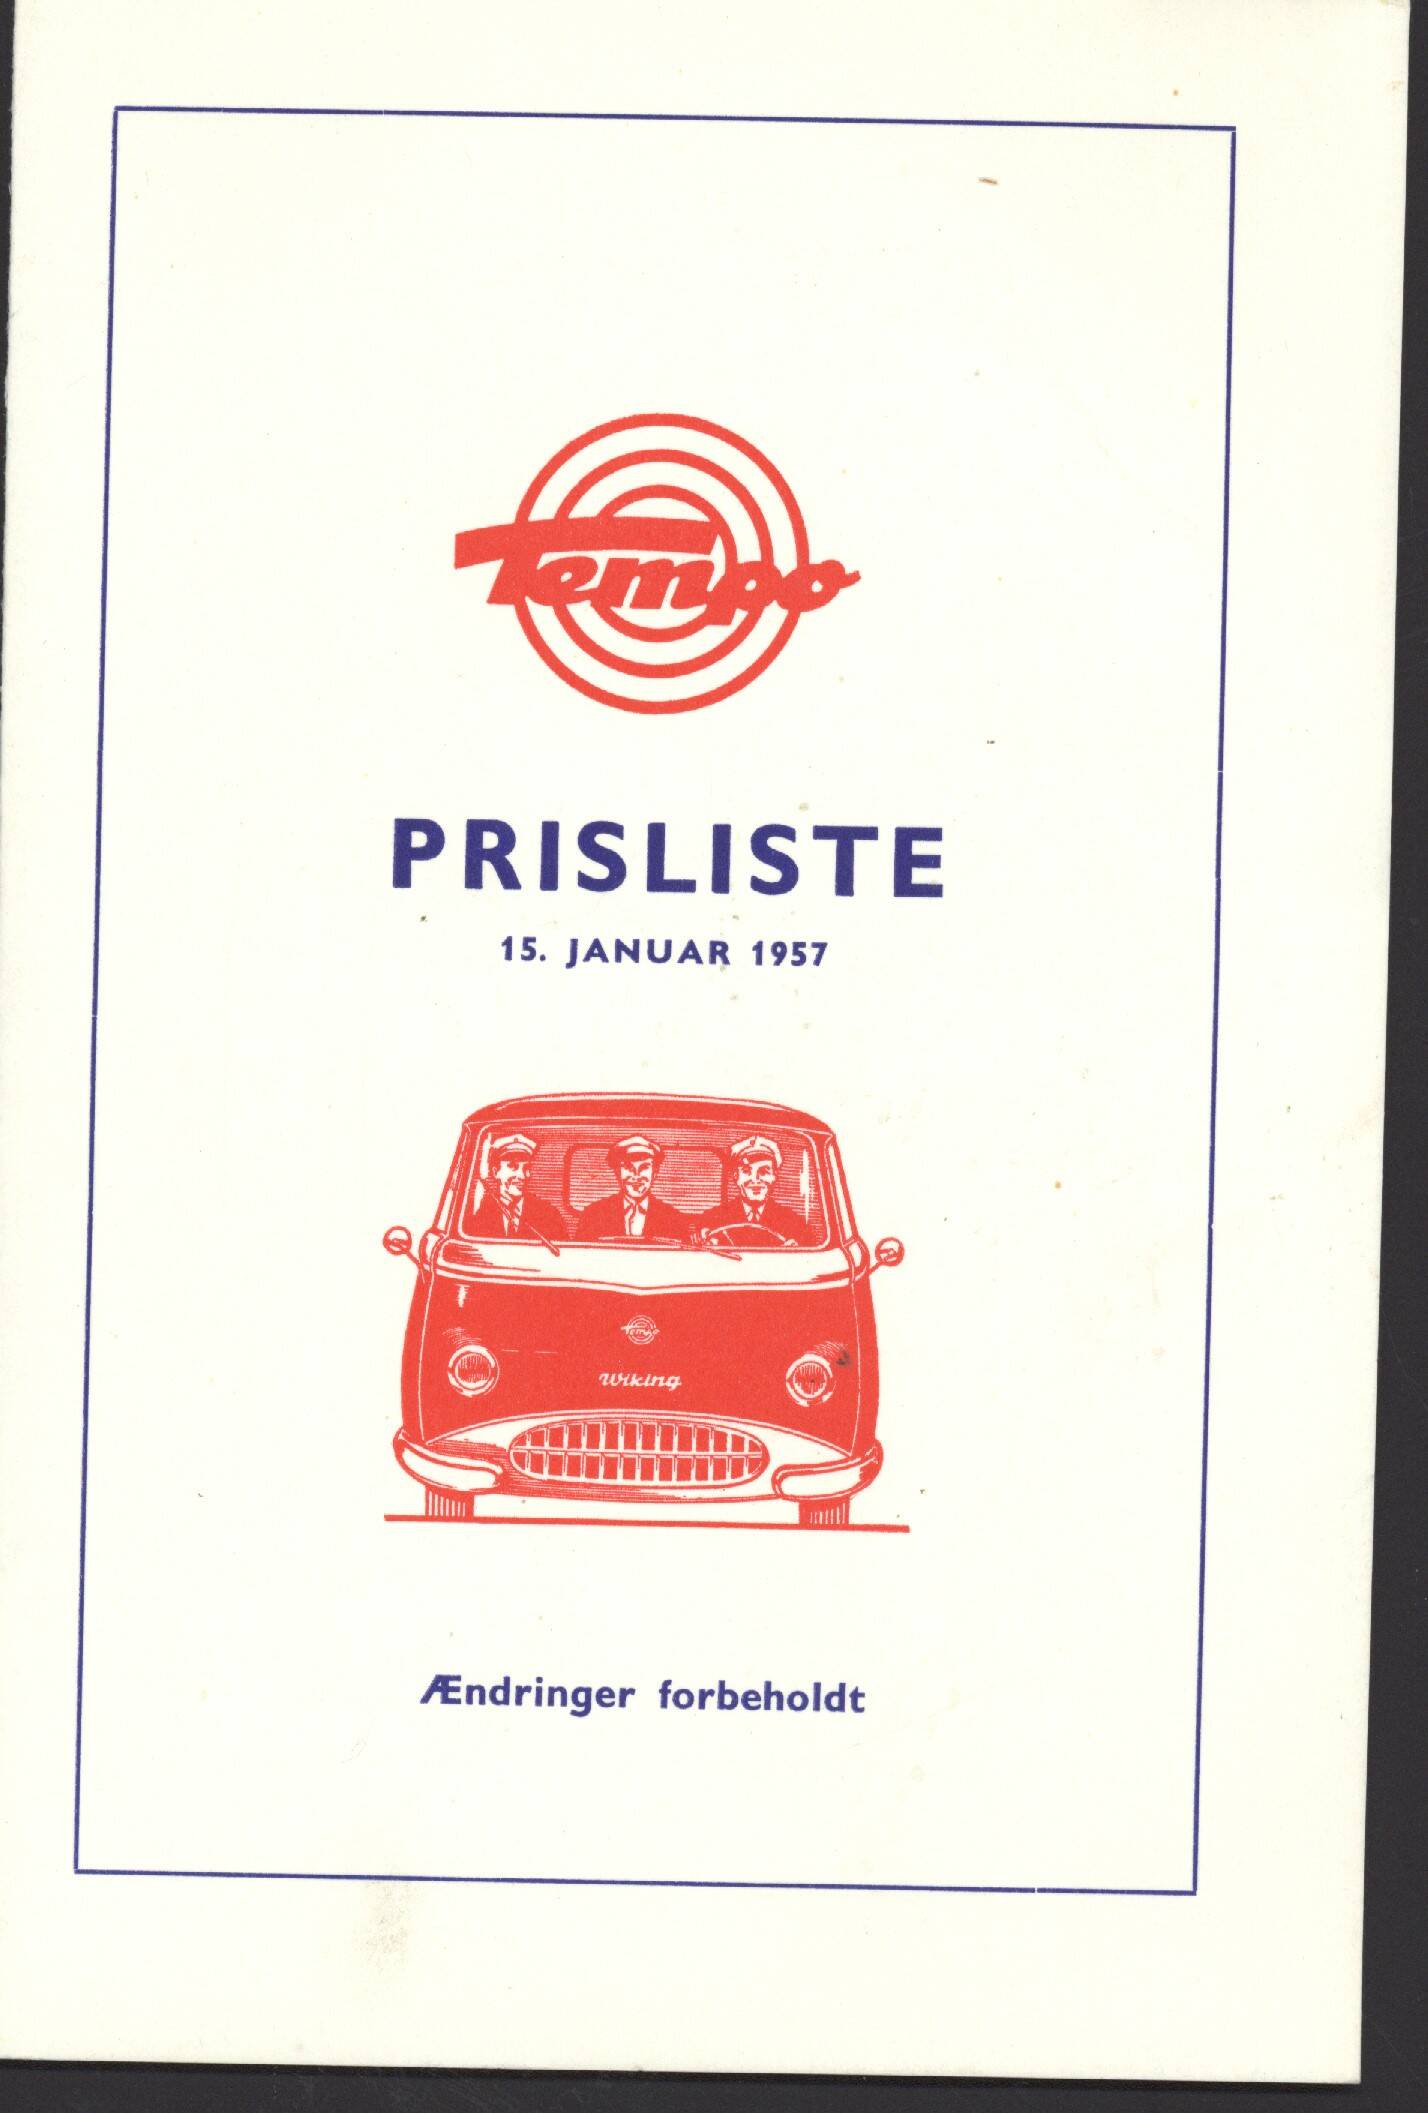 Tempo
PRISLISTE
15. JANUAR 1957
Tempo
Wiking
Ændringer forbeholdt